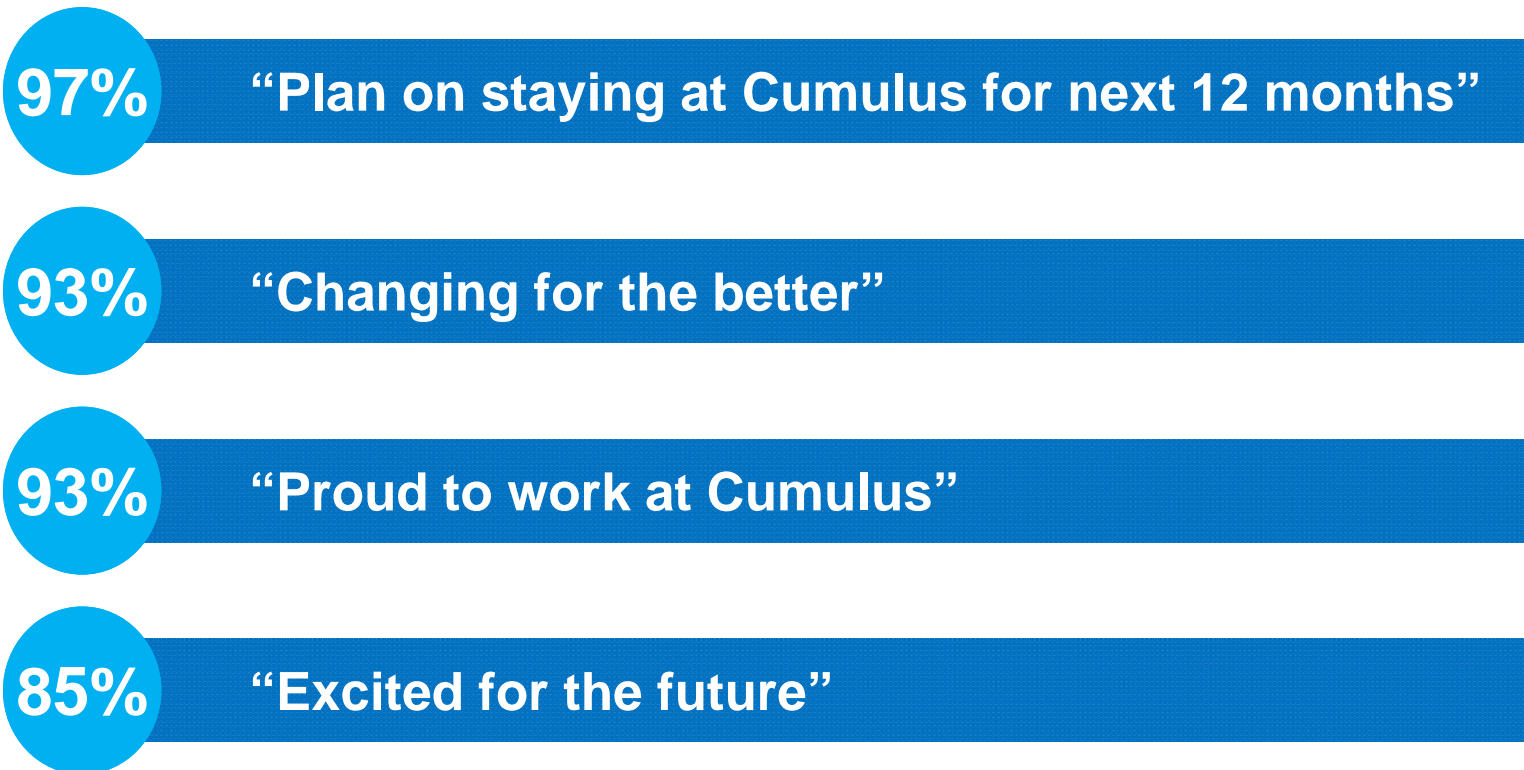 97%
“Plan on staying at Cumulus for next 12 months”
93%
“Changing for the better”
93%
“Proud to work at Cumulus”
85%
“Excited for the future”